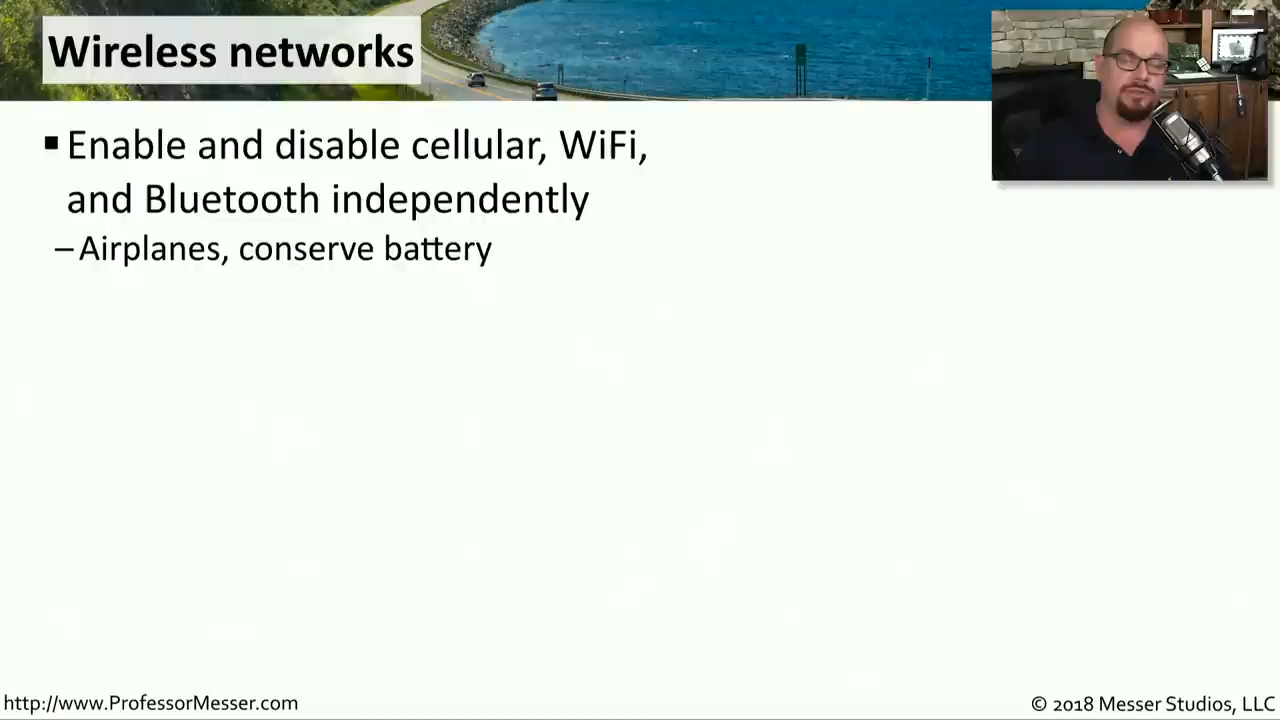 Wireless networks
▪ Enable and disable cellular, WiFi,
and Bluetooth independently
– Airplanes, conserve battery
http://www.ProfessorMesser.com
© 2018 Messer Studios, LLC